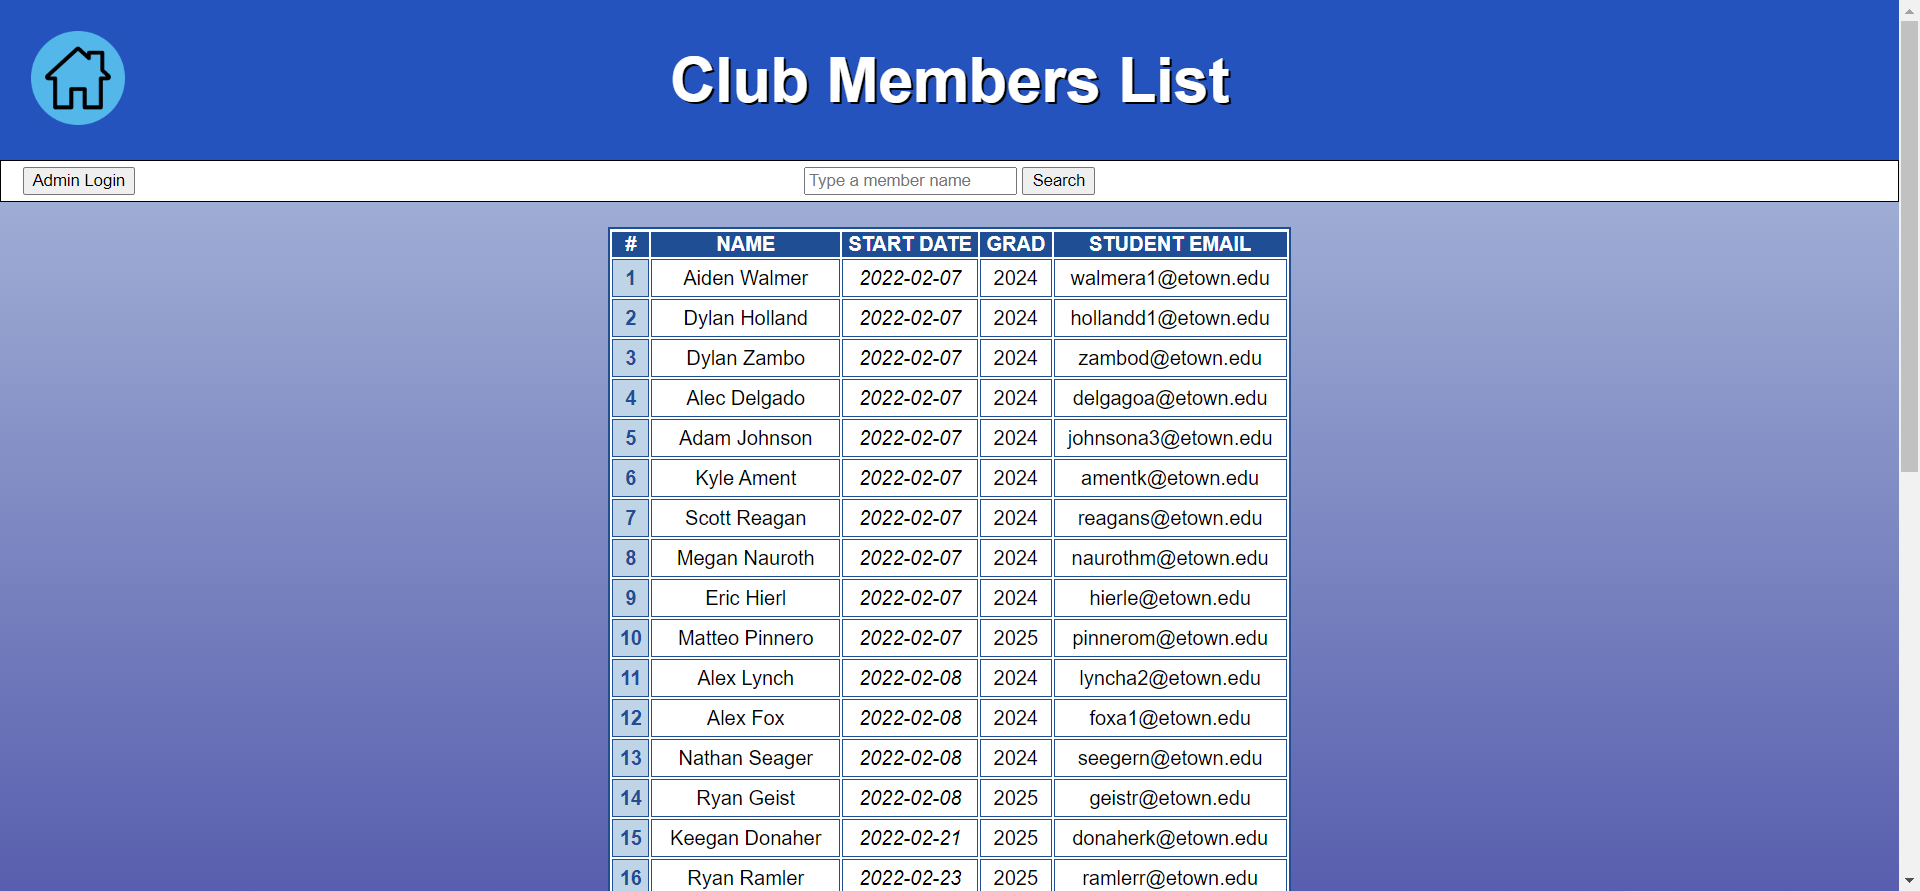 Club Members List
Admin Login Type a member name Search
# NAME START DATE GRAD STUDENT EMAIL
1 Aiden Walmer 2022-02-07 2024 walmera1@etown.edu
2 Dylan Holland 2022-02-07 2024 hollandd1@etown.edu
3 Dylan Zambo 2022-02-07 2024 zambod@etown.edu
4 Alec Delgado 2022-02-07 2024 delgagoa@etown.edu
5 Adam Johnson 2022-02-07 2024 johnsona3@etown.edu
6 Kyle Ament 2022-02-07 2024 amentk@etown.edu
7 Scott Reagan 2022-02-07 2024 reagans@etown.edu
8 Megan Nauroth 2022-02-07 2024 naurothm@etown.edu
9 Eric Hierl 2022-02-07 2024 hierle@etown.edu
10 Matteo Pinnero 2022-02-07 2025 pinnerom@etown.edu
11 Alex Lynch 2022-02-08 2024 lyncha2@etown.edu
12 Alex Fox 2022-02-08 2024 foxa1@etown.edu
13 Nathan Seager 2022-02-08 2024 seegern@etown.edu
14 Ryan Geist 2022-02-08 2025 geistr@etown.edu
15 Keegan Donaher 2022-02-21 2025 donaherk@etown.edu
16 Ryan Ramler 2022-02-23 2025 ramlerr@etown.edu